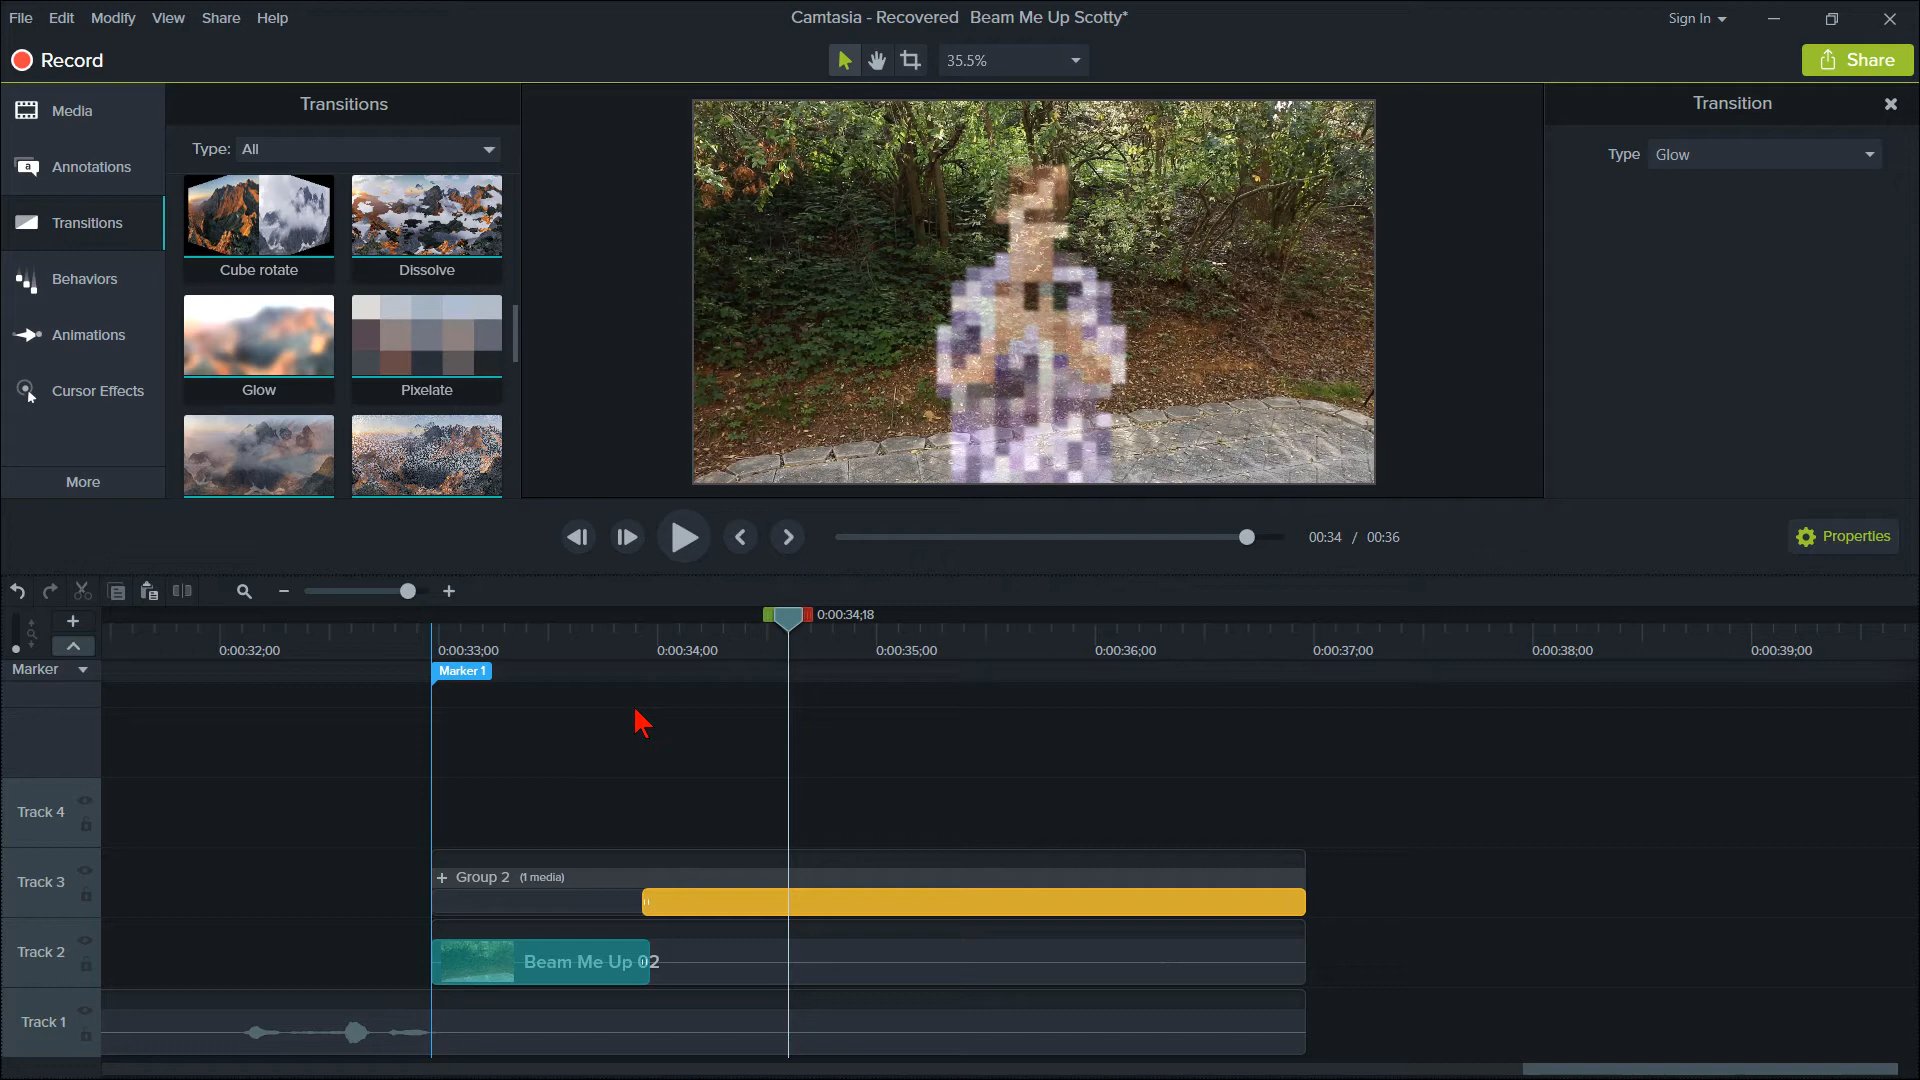 File Edit Modify View Share Help
Camtasia - Recovered Beam Me Up Scotty*
Sign In
Record
35.5%
Share
Media
Annotations
Transitions
Behaviors
Animations
Cursor Effects
More
Transitions
Type: All
Cube rotate
Dissolve
Glow
Pixelate
Transition
Type Glow
00:34 / 00:36
Properties
0:00:34;18
0:00:32;00 0:00:33;00 0:00:34;00 0:00:35;00 0:00:36;00 0:00:37;00 0:00:38;00 0:00:39;00
Marker
Marker 1
Track 4
Track 3
Group 2 (1 media)
Track 2
Beam Me Up 02
Track 1